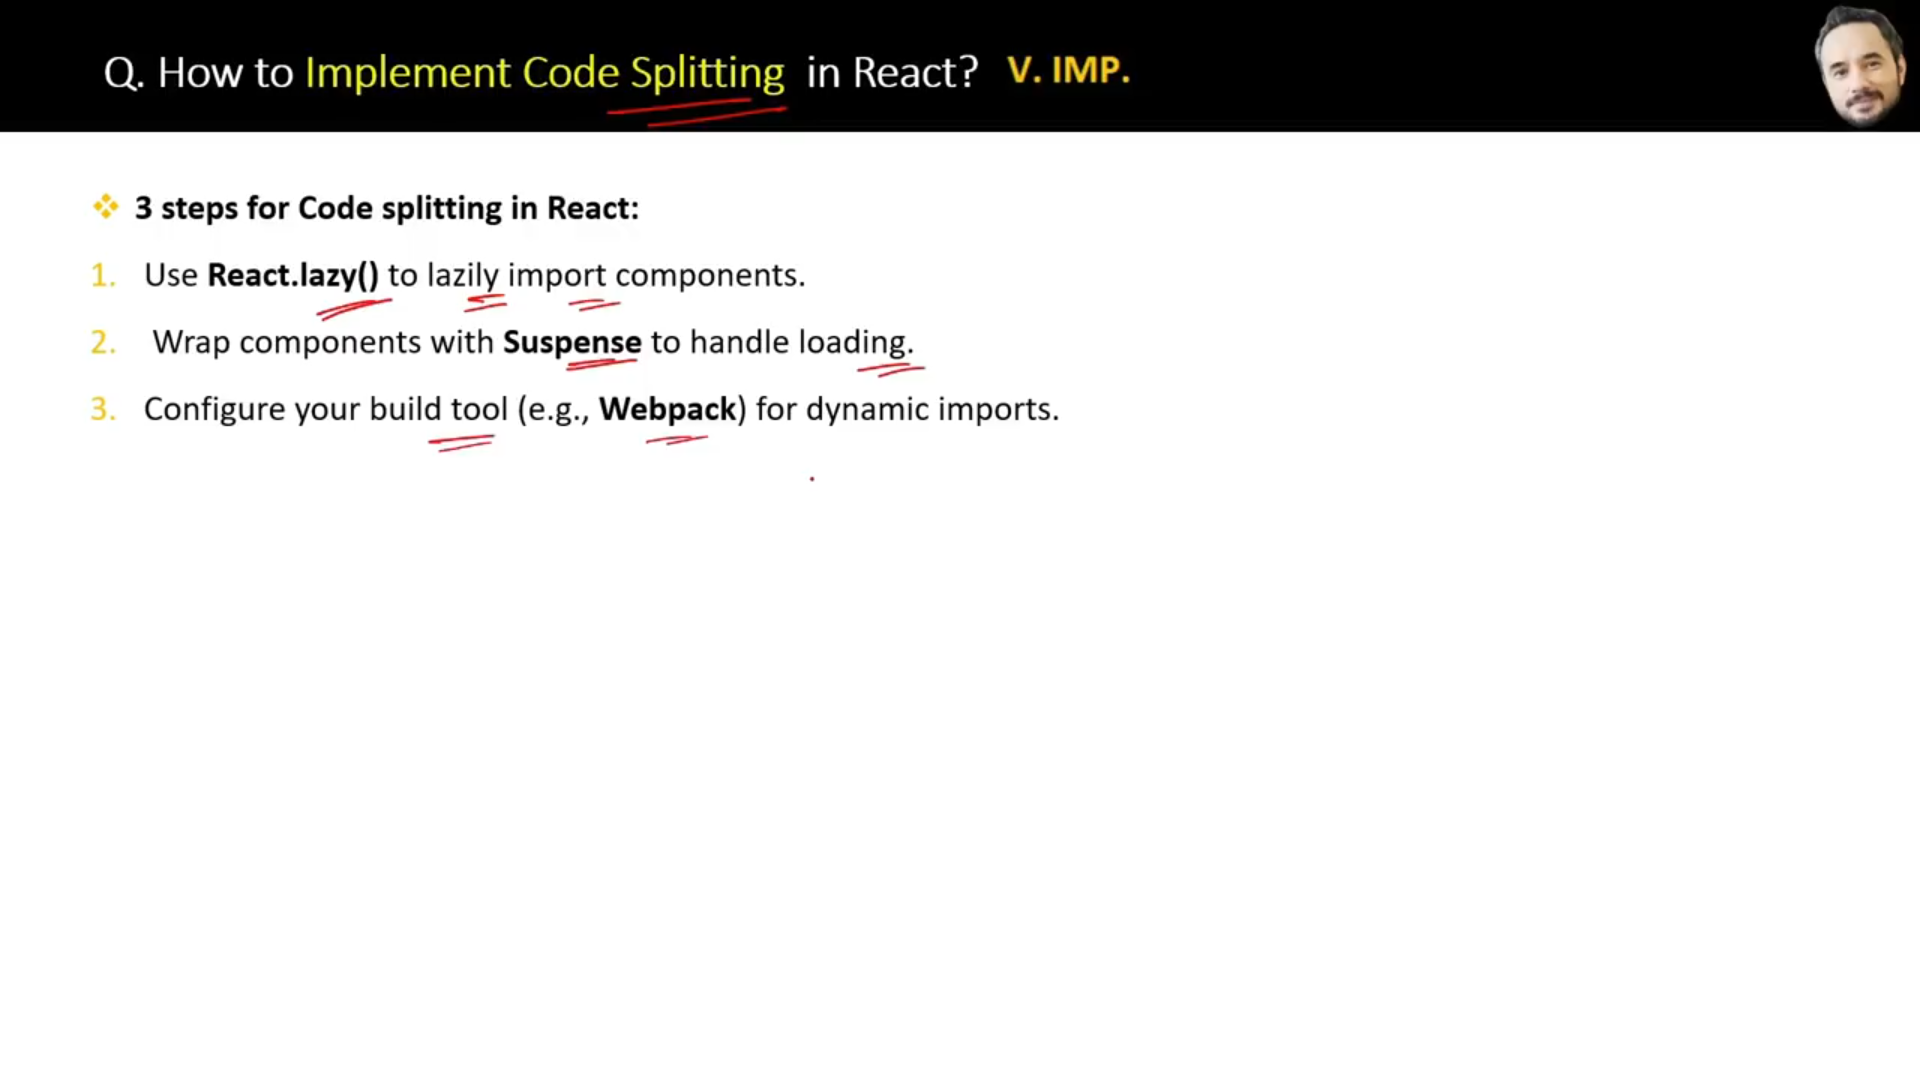 Q. How to Implement Code Splitting in React? V. IMP.
3 steps for Code splitting in React:
1. Use React.lazy() to lazily import components.
2. Wrap components with Suspense to handle loading.
3. Configure your build tool (e.g., Webpack) for dynamic imports.